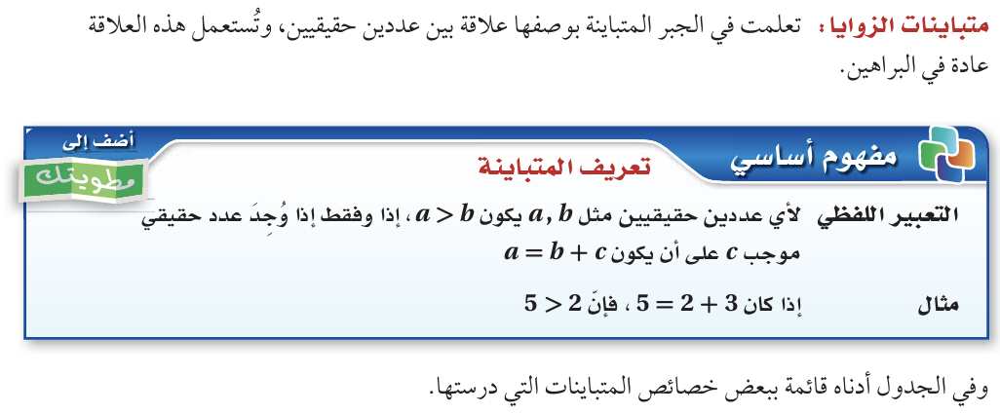 متباينات الزوايا: تعلمت في الجبر المتباينة بوصفها علاقة بين عددين حقيقيين، وتُستعمل هذه العلاقة
عادة في البراهين.
مفهوم أساسي
تعريف المتباينة
أضف إلى
مطويتك
التعبير اللفظي لأي عددين حقيقيين مثل a, b يكون a > b، إذا وفقط إذا وُجِدَ عدد حقيقي
موجب c على أن يكون a = b + c
مثال إذا كان 5 = 2 + 3 ، فإنّ 5 > 2
وفي الجدول أدناه قائمة ببعض خصائص المتباينات التي درستها.